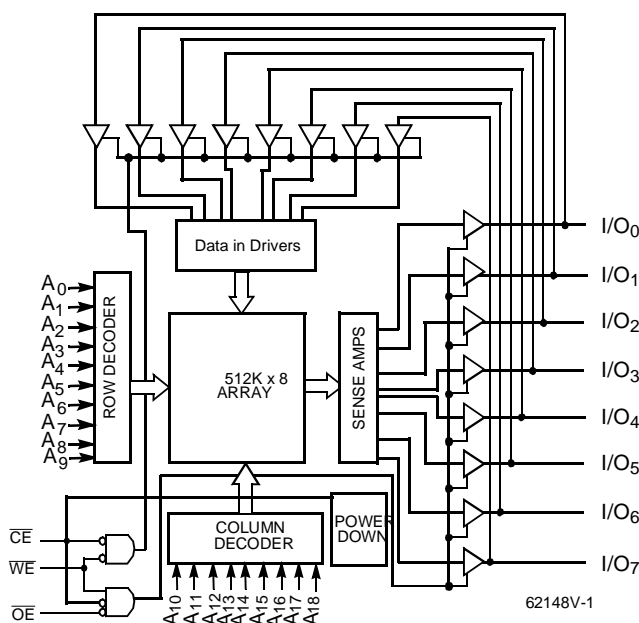 Data in Drivers
I/O0
I/O1
I/O2
I/O3
I/O4
I/O5
I/O6
I/O7
A0
A1
A2
A3
A4
A5
A6
A7
A8
A9
ROW DECODER
512K x 8
ARRAY
SENSE AMPS
COLUMN
DECODER
POWER
DOWN
CE
WE
OE
A10
A11
A12
A13
A14
A15
A16
A17
A18
62148V-1